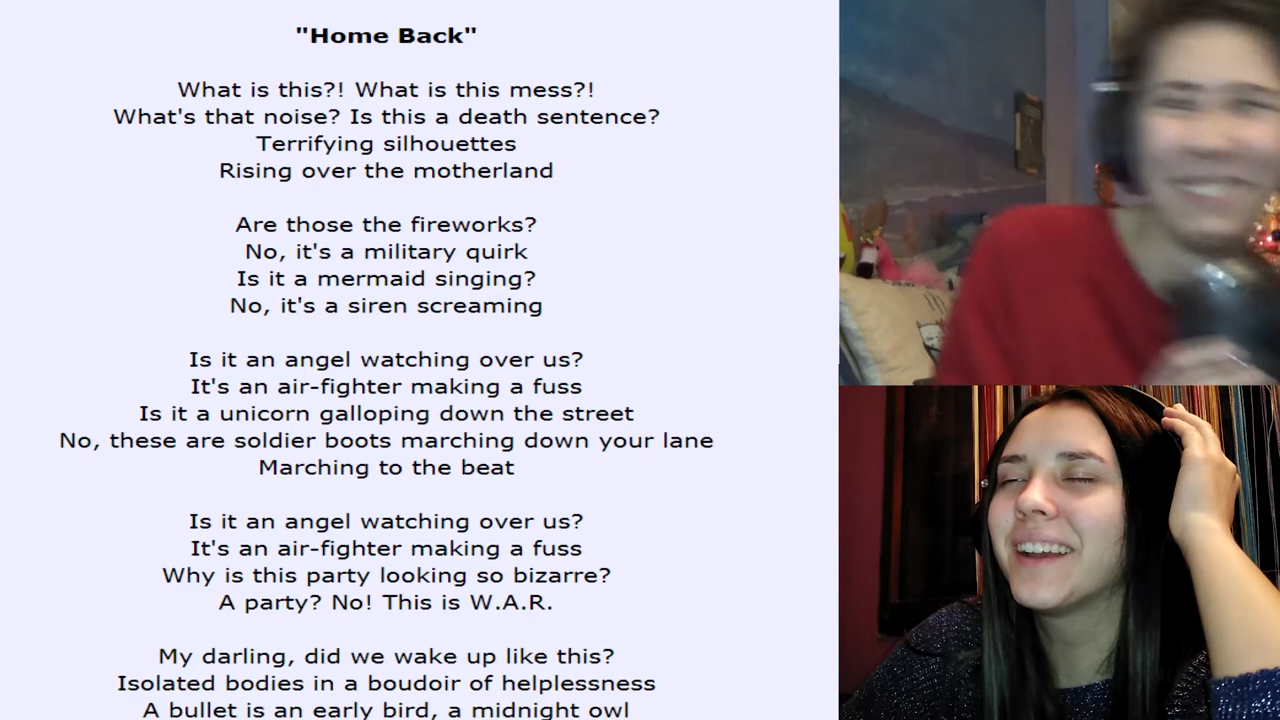 "Home Back"
What is this?! What is this mess?!
What's that noise? Is this a death sentence?
Terrifying silhouettes
Rising over the motherland
Are those the fireworks?
No, it's a military quirk
Is it a mermaid singing?
No, it's a siren screaming
Is it an angel watching over us?
It's an air-fighter making a fuss
Is it a unicorn galloping down the street
No, these are soldier boots marching down your lane
Marching to the beat
Is it an angel watching over us?
It's an air-fighter making a fuss
Why is this party looking so bizarre?
A party? No! This is W.A.R.
My darling, did we wake up like this?
Isolated bodies in a boudoir of helplessness
A bullet is an early bird, a midnight owl